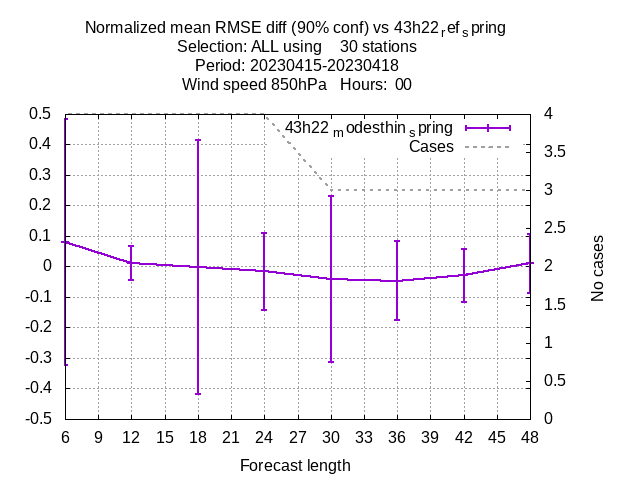 Normalized mean RMSE diff (90% conf) vs 43h22ᵣefₛpring
Selection: ALL using 30 stations
Period: 20230415-20230418
Wind speed 850hPa Hours: 00
43h22ₘodesthinₛpring
Cases
0.5
0.4
0.3
0.2
0.1
0
-0.1
-0.2
-0.3
-0.4
-0.5
4
3.5
3
2.5
2
1.5
1
0.5
0
No cases
6 9 12 15 18 21 24 27 30 33 36 39 42 45 48
Forecast length